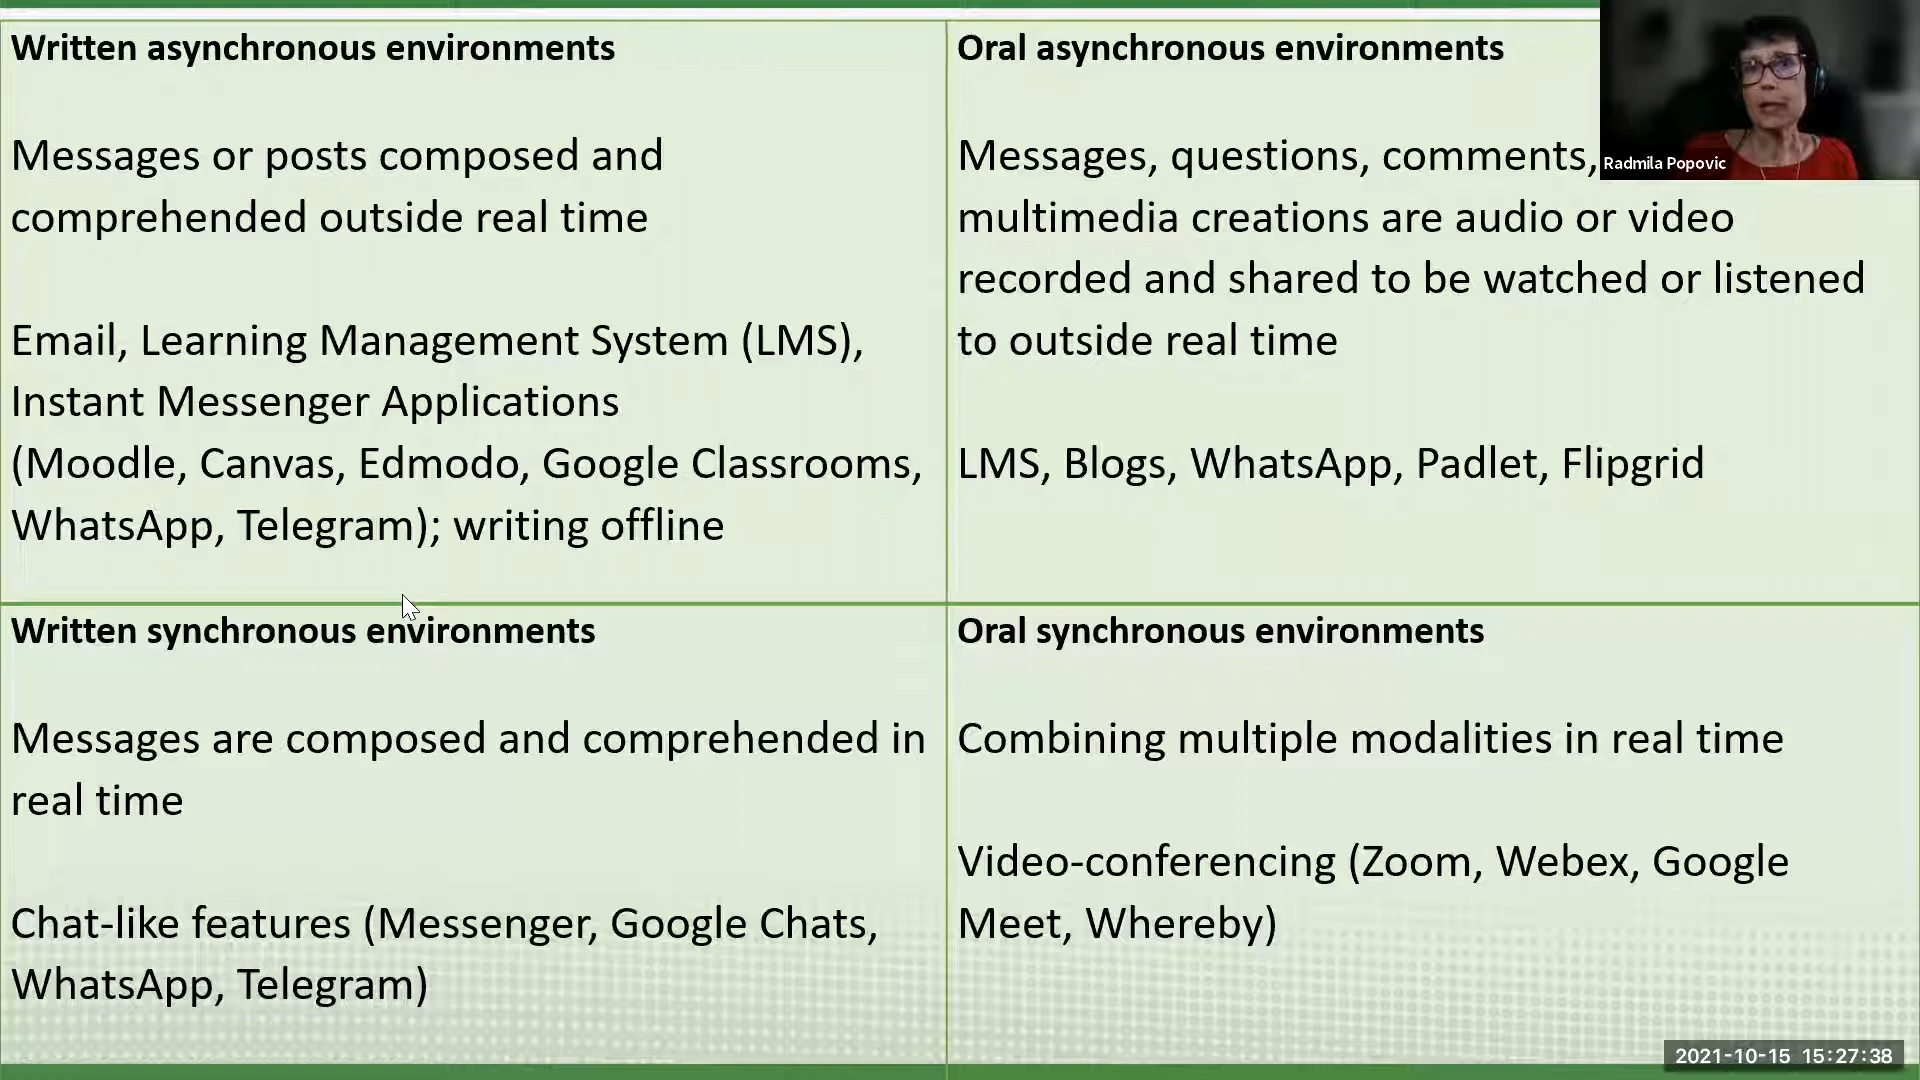 Written asynchronous environments
Messages or posts composed and
comprehended outside real time
Email, Learning Management System (LMS),
Instant Messenger Applications
(Moodle, Canvas, Edmodo, Google Classrooms,
WhatsApp, Telegram); writing offline
Oral asynchronous environments
Messages, questions, comments,
multimedia creations are audio or video
recorded and shared to be watched or listened
to outside real time
LMS, Blogs, WhatsApp, Padlet, Flipgrid
Radmila Popovic
Written synchronous environments
Messages are composed and comprehended in
real time
Chat-like features (Messenger, Google Chats,
WhatsApp, Telegram)
Oral synchronous environments
Combining multiple modalities in real time
Video-conferencing (Zoom, Webex, Google
Meet, Whereby)
2021-10-15 15:27:38